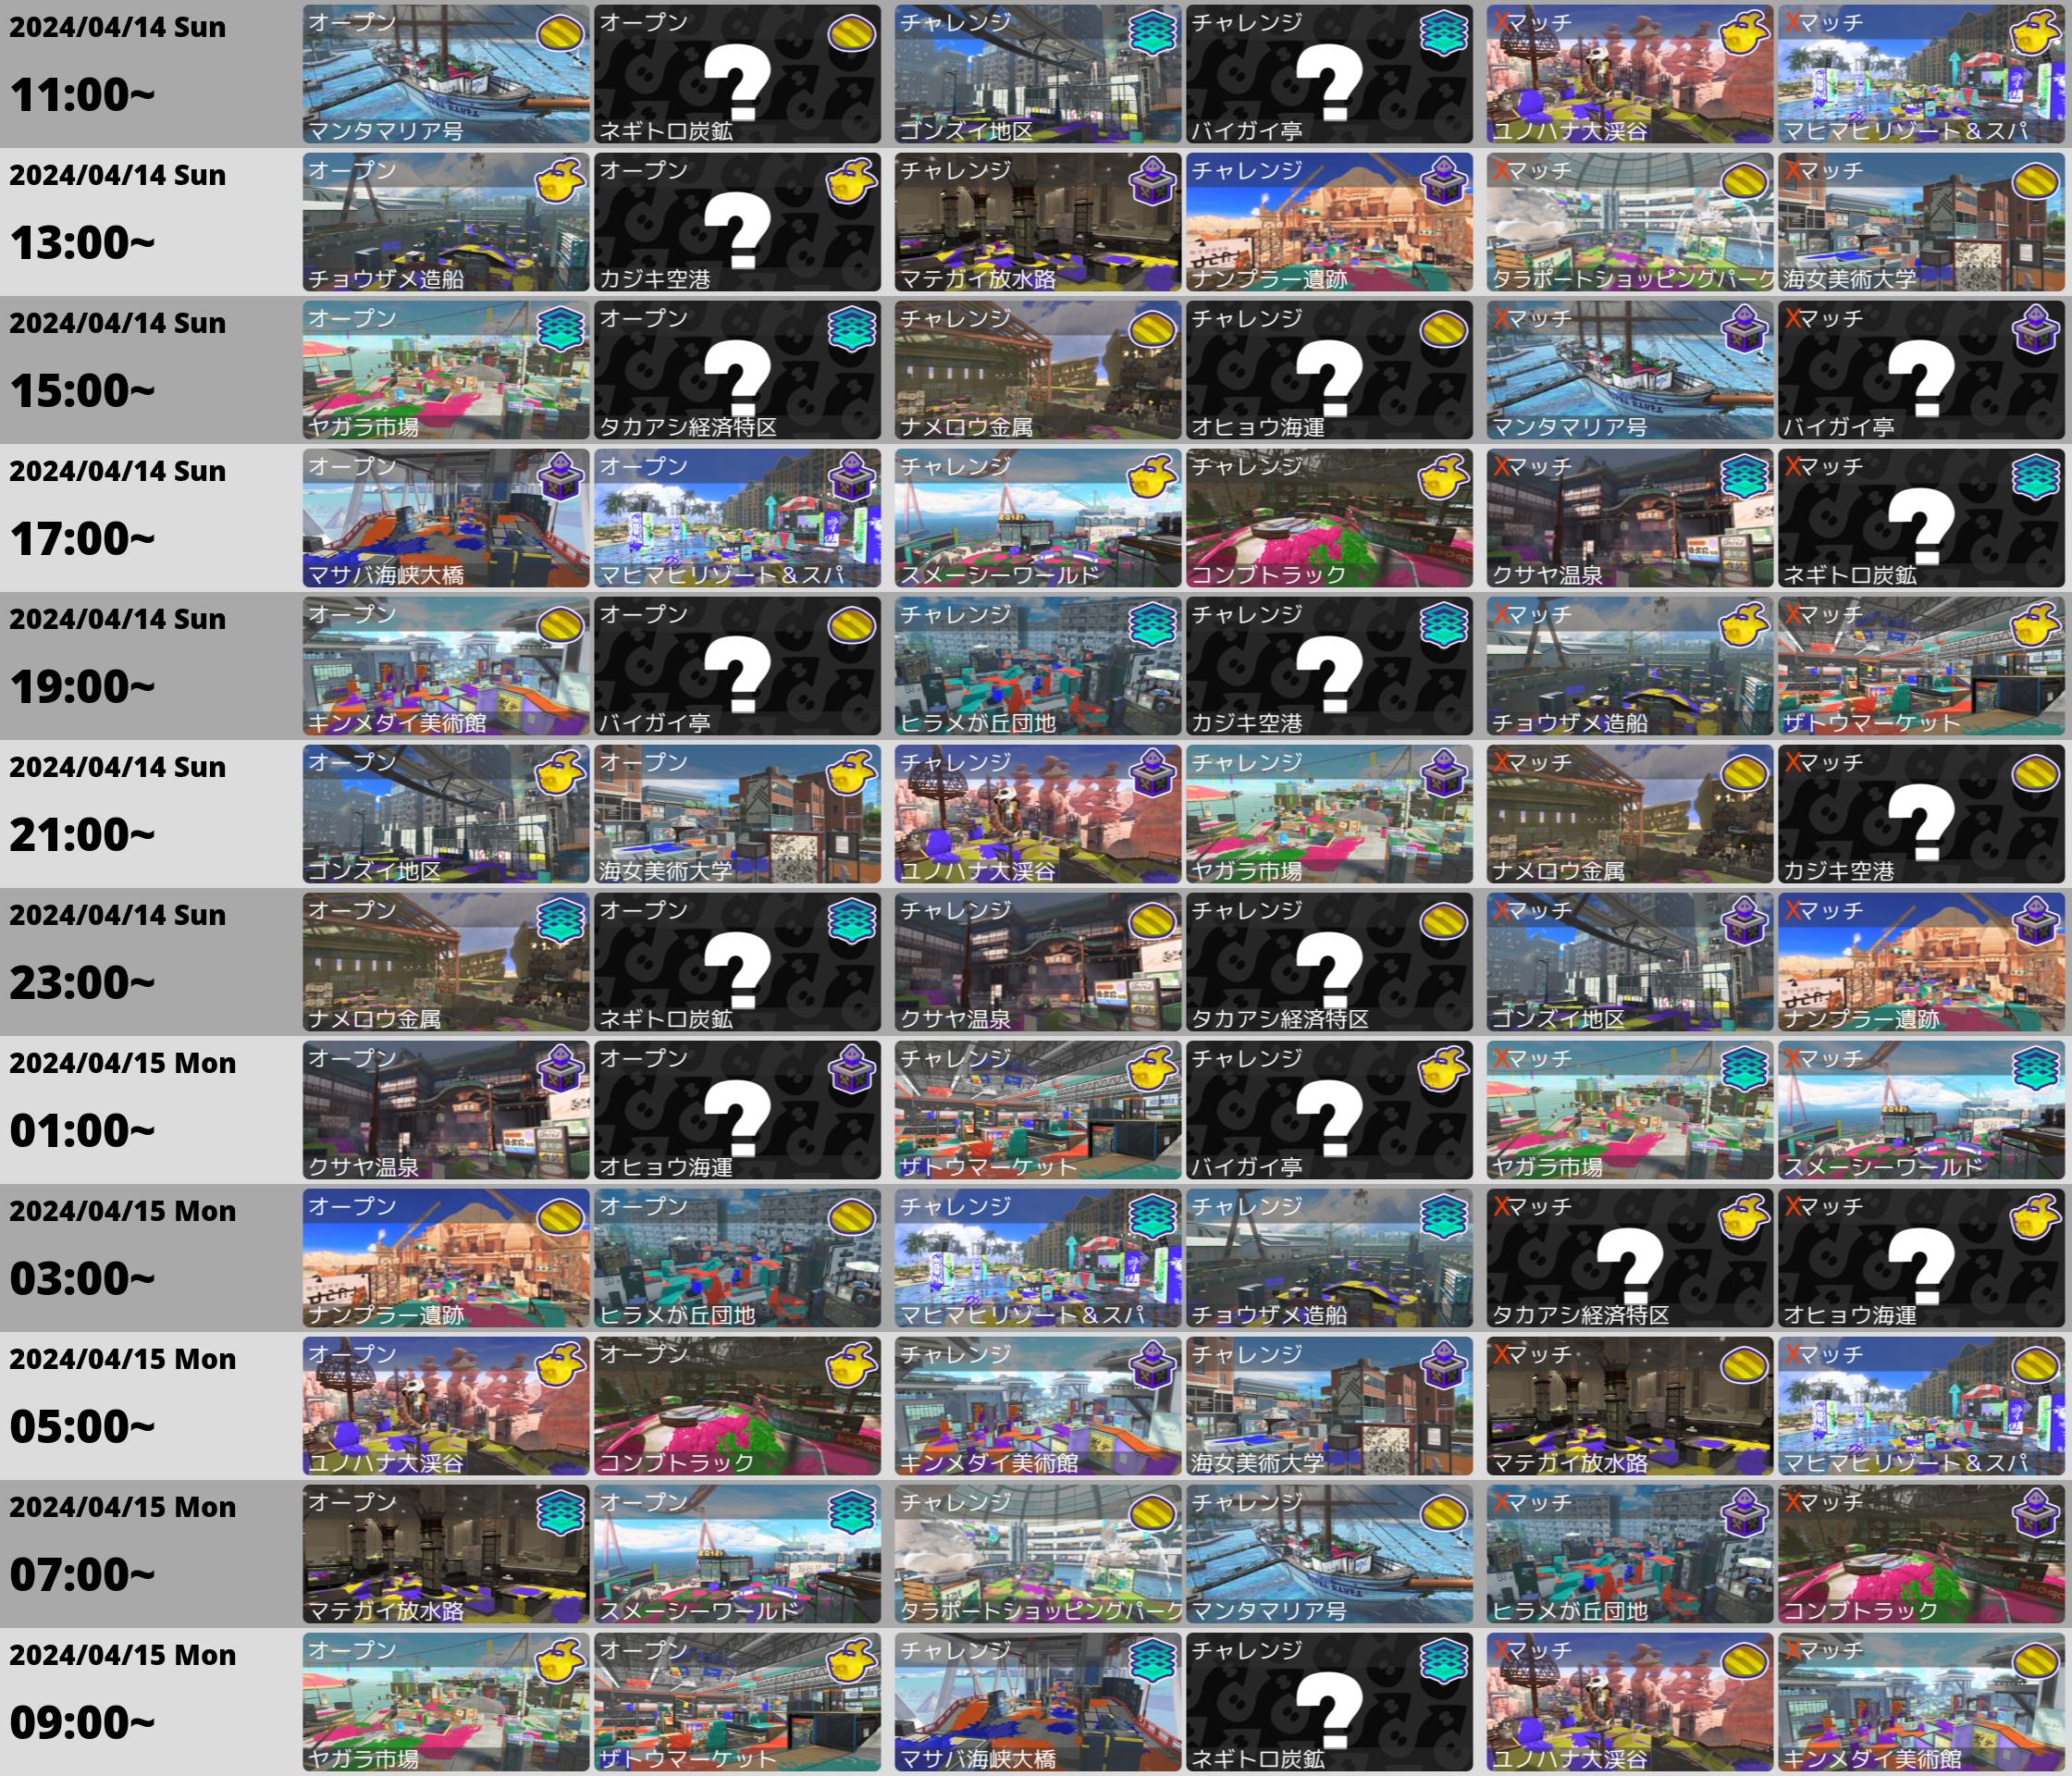 2024/04/14 Sun
11:00~
オープン オープン チャレンジ チャレンジ Xマッチ Xマッチ
マンタマリア号 ネギトロ炭鉱 ゴンズイ地区 バイガイ亭 ユノハナ大渓谷 マヒマヒリゾート＆スパ
2024/04/14 Sun
13:00~
オープン オープン チャレンジ チャレンジ Xマッチ Xマッチ
チョウザメ造船 カジキ空港 マテガイ放水路 ナンプラー遺跡 タラポートショッピングパーク 海女美術大学
2024/04/14 Sun
15:00~
オープン オープン チャレンジ チャレンジ Xマッチ Xマッチ
ヤガラ市場 タカアシ経済特区 ナメロウ金属 オヒョウ海運 マンタマリア号 バイガイ亭
2024/04/14 Sun
17:00~
オープン オープン チャレンジ チャレンジ Xマッチ Xマッチ
マサバ海峡大橋 マヒマヒリゾート＆スパ スメーシーワールド コンブトラック クサヤ温泉 ネギトロ炭鉱
2024/04/14 Sun
19:00~
オープン オープン チャレンジ チャレンジ Xマッチ Xマッチ
キンメダイ美術館 バイガイ亭 ヒラメが丘団地 カジキ空港 チョウザメ造船 ザトウマーケット
2024/04/14 Sun
21:00~
オープン オープン チャレンジ チャレンジ Xマッチ Xマッチ
ゴンズイ地区 海女美術大学 ユノハナ大渓谷 ヤガラ市場 ナメロウ金属 カジキ空港
2024/04/14 Sun
23:00~
オープン オープン チャレンジ チャレンジ Xマッチ Xマッチ
ナメロウ金属 ネギトロ炭鉱 クサヤ温泉 タカアシ経済特区 ゴンズイ地区 ナンプラー遺跡
2024/04/15 Mon
01:00~
オープン オープン チャレンジ チャレンジ Xマッチ Xマッチ
クサヤ温泉 オヒョウ海運 ザトウマーケット バイガイ亭 ヤガラ市場 スメーシーワールド
2024/04/15 Mon
03:00~
オープン オープン チャレンジ チャレンジ Xマッチ Xマッチ
ナンプラー遺跡 ヒラメが丘団地 マヒマヒリゾート＆スパ チョウザメ造船 タカアシ経済特区 オヒョウ海運
2024/04/15 Mon
05:00~
オープン オープン チャレンジ チャレンジ Xマッチ Xマッチ
ユノハナ大渓谷 コンブトラック キンメダイ美術館 海女美術大学 マテガイ放水路 マヒマヒリゾート＆スパ
2024/04/15 Mon
07:00~
オープン オープン チャレンジ チャレンジ Xマッチ Xマッチ
マテガイ放水路 スメーシーワールド タラポートショッピングパーク マンタマリア号 ヒラメが丘団地 コンブトラック
2024/04/15 Mon
09:00~
オープン オープン チャレンジ チャレンジ Xマッチ Xマッチ
ヤガラ市場 ザトウマーケット マサバ海峡大橋 ネギトロ炭鉱 ユノハナ大渓谷 キンメダイ美術館